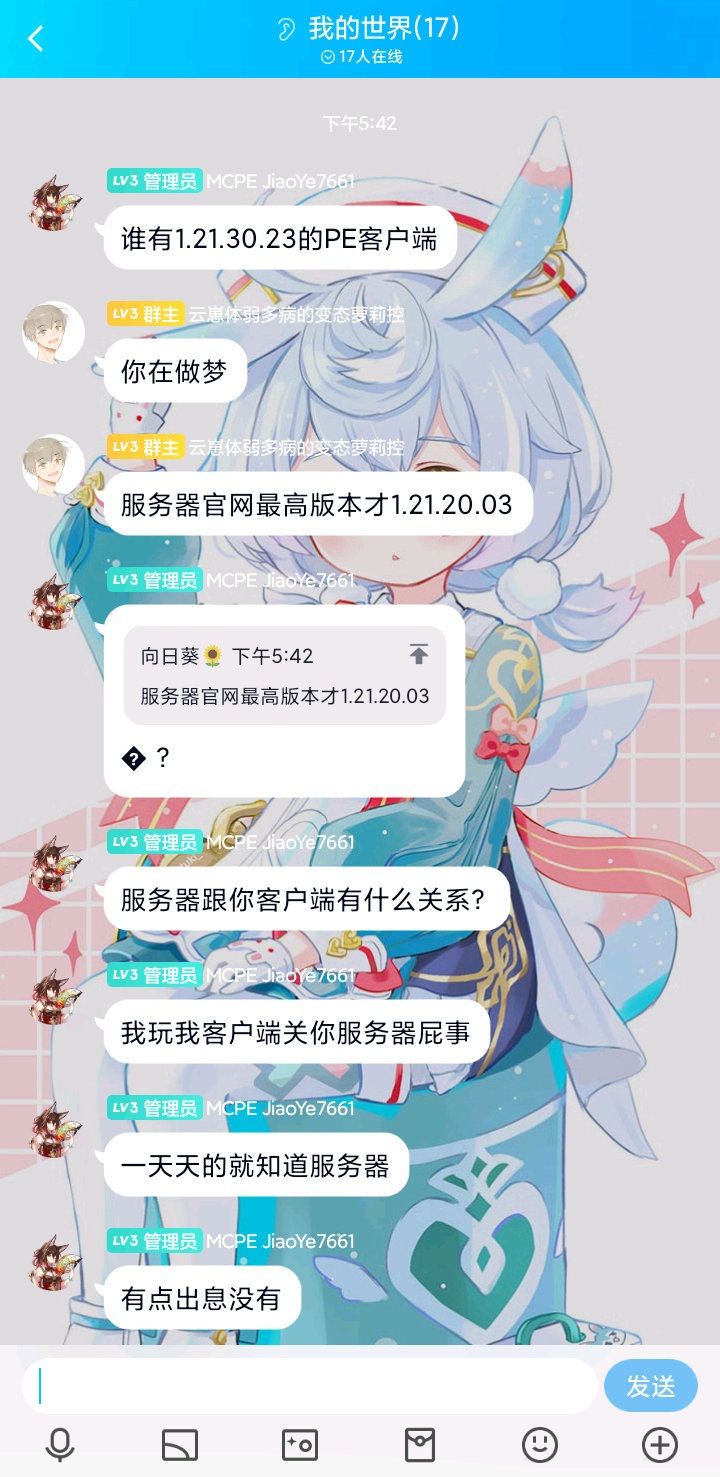 我的世界(17)
17人在线
下午5:42
LV3 管理员 MCPE JiaoYe7661
谁有1.21.30.23的PE客户端
LV3 群主 云崽体弱多病的变态萝莉控
你在做梦
LV3 群主 云崽体弱多病的变态萝莉控
服务器官网最高版本才1.21.20.03
LV3 管理员 MCPE JiaoYe7661
向日葵🌻 下午5:42
服务器官网最高版本才1.21.20.03
� ？
LV3 管理员 MCPE JiaoYe7661
服务器跟你客户端有什么关系？
LV3 管理员 MCPE JiaoYe7661
我玩我客户端关你服务器屁事
LV3 管理员 MCPE JiaoYe7661
一天天的就知道服务器
LV3 管理员 MCPE JiaoYe7661
有点出息没有
发送